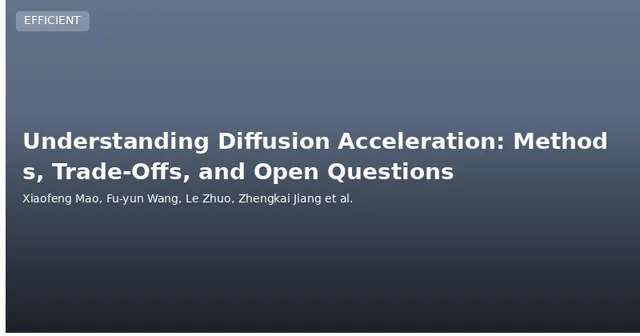 EFFICIENT
Understanding Diffusion Acceleration: Method
s, Trade-Offs, and Open Questions
Xiaofeng Mao, Fu-yun Wang, Le Zhuo, Zhengkai Jiang et al.